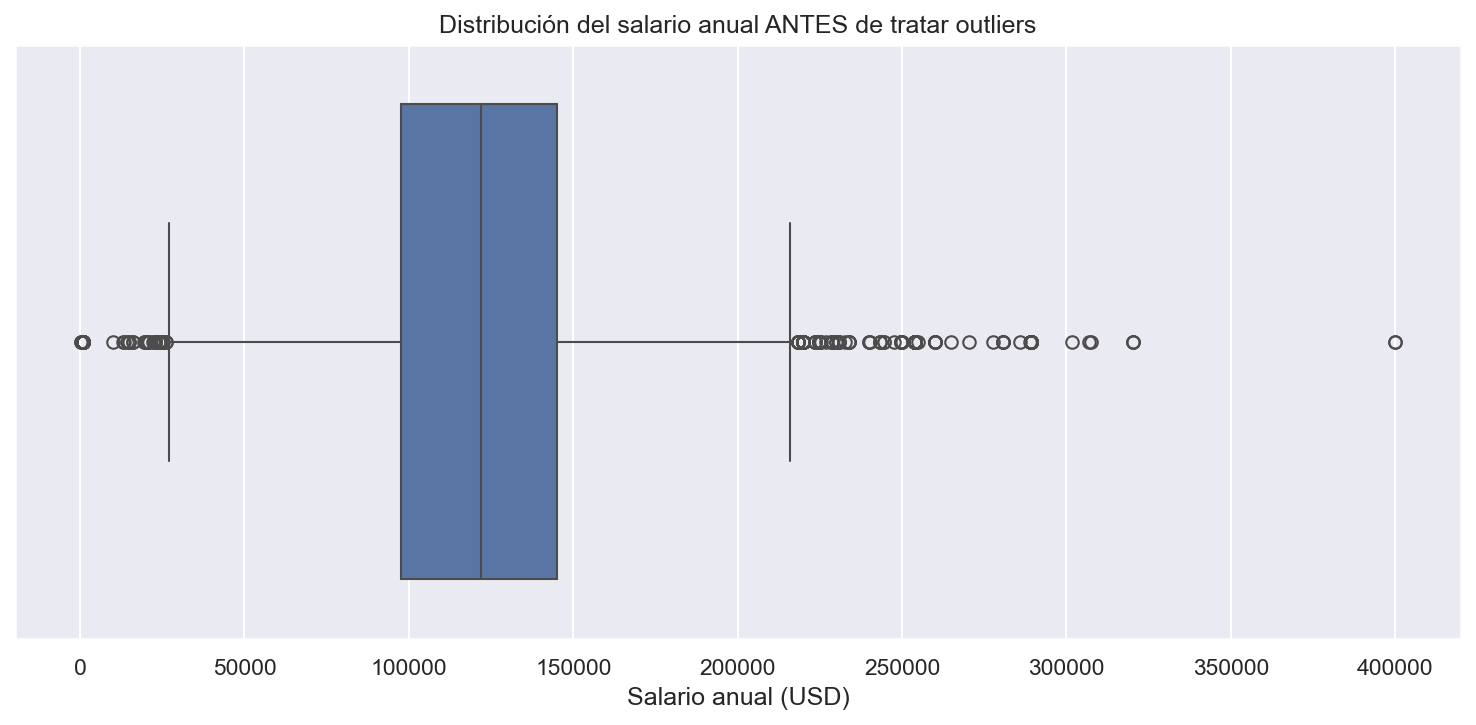 Distribución del salario anual ANTES de tratar outliers
0 50000 100000 150000 200000 250000 300000 350000 400000
Salario anual (USD)